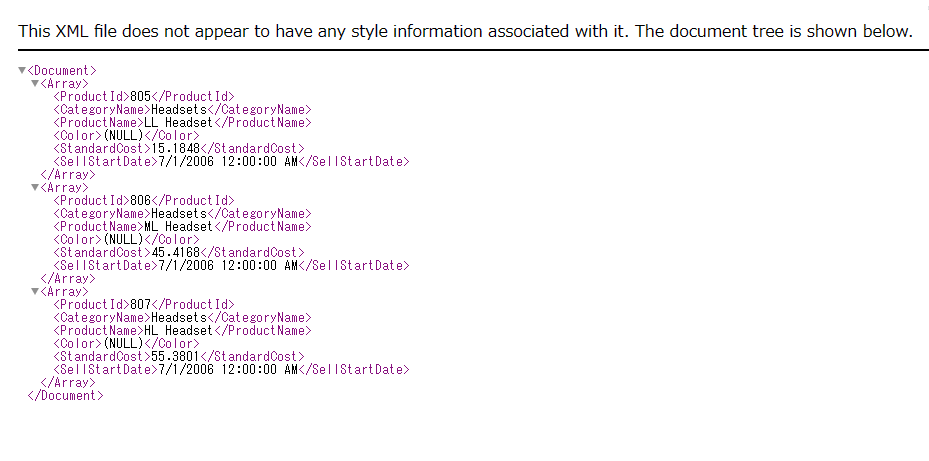 This XML file does not appear to have any style information associated with it. The document tree is shown below.
▼<Document>
▼<Array>
<ProductId>805</ProductId>
<CategoryName>Headsets</CategoryName>
<ProductName>LL Headset</ProductName>
<Color>(NULL)</Color>
<StandardCost>15.1848</StandardCost>
<SellStartDate>7/1/2006 12:00:00 AM</SellStartDate>
</Array>
▼<Array>
<ProductId>806</ProductId>
<CategoryName>Headsets</CategoryName>
<ProductName>ML Headset</ProductName>
<Color>(NULL)</Color>
<StandardCost>45.4168</StandardCost>
<SellStartDate>7/1/2006 12:00:00 AM</SellStartDate>
</Array>
▼<Array>
<ProductId>807</ProductId>
<CategoryName>Headsets</CategoryName>
<ProductName>HL Headset</ProductName>
<Color>(NULL)</Color>
<StandardCost>55.3801</StandardCost>
<SellStartDate>7/1/2006 12:00:00 AM</SellStartDate>
</Array>
</Document>